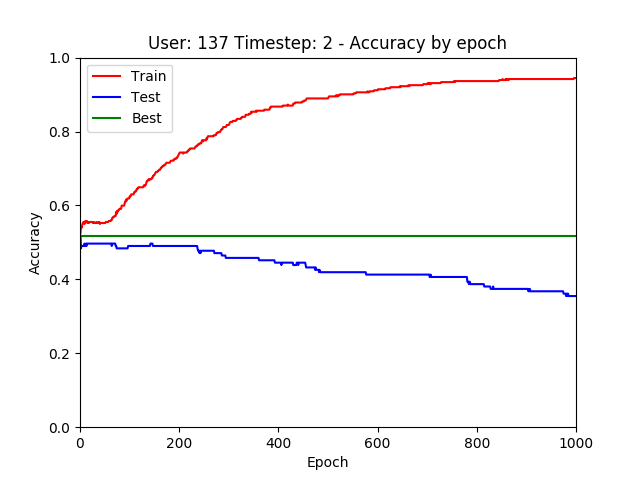 User: 137 Timestep: 2 - Accuracy by epoch
Train
Test
Best
Accuracy
1.0
0.8
0.6
0.4
0.2
0.0
0 200 400 600 800 1000
Epoch